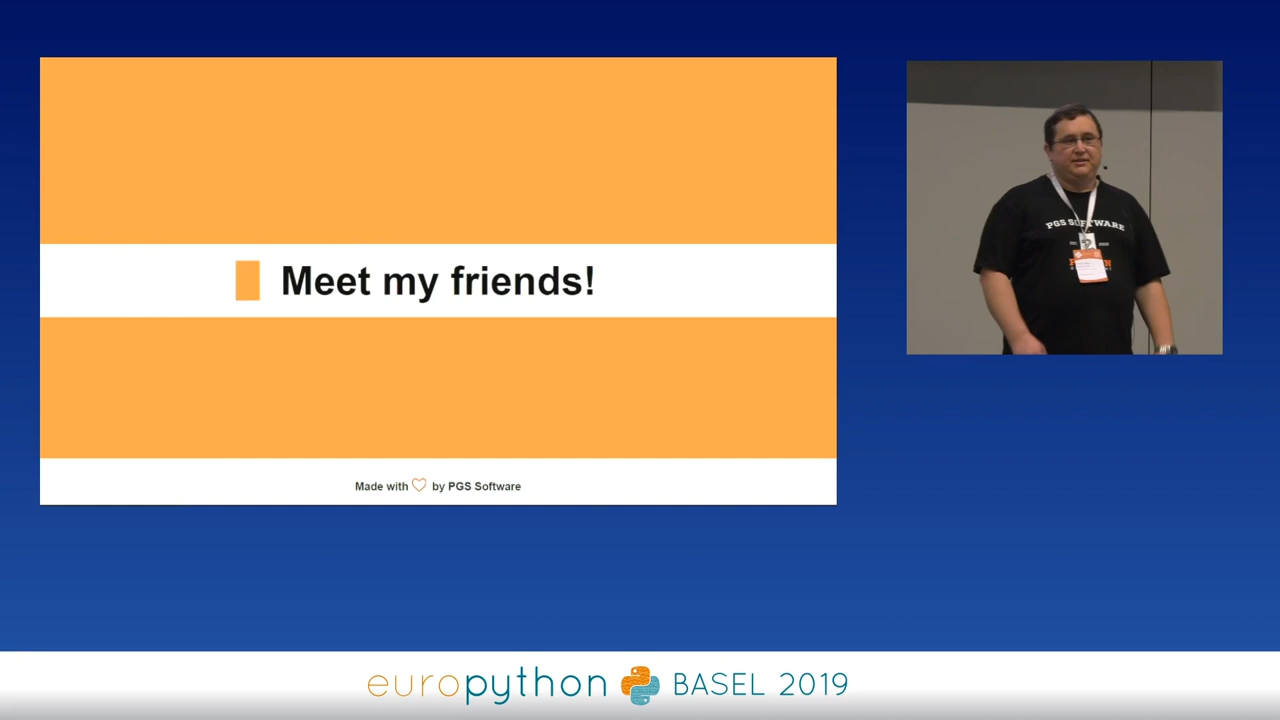 Meet my friends!
Made with by PGS Software
PGS SOFTWARE
europython BASEL 2019